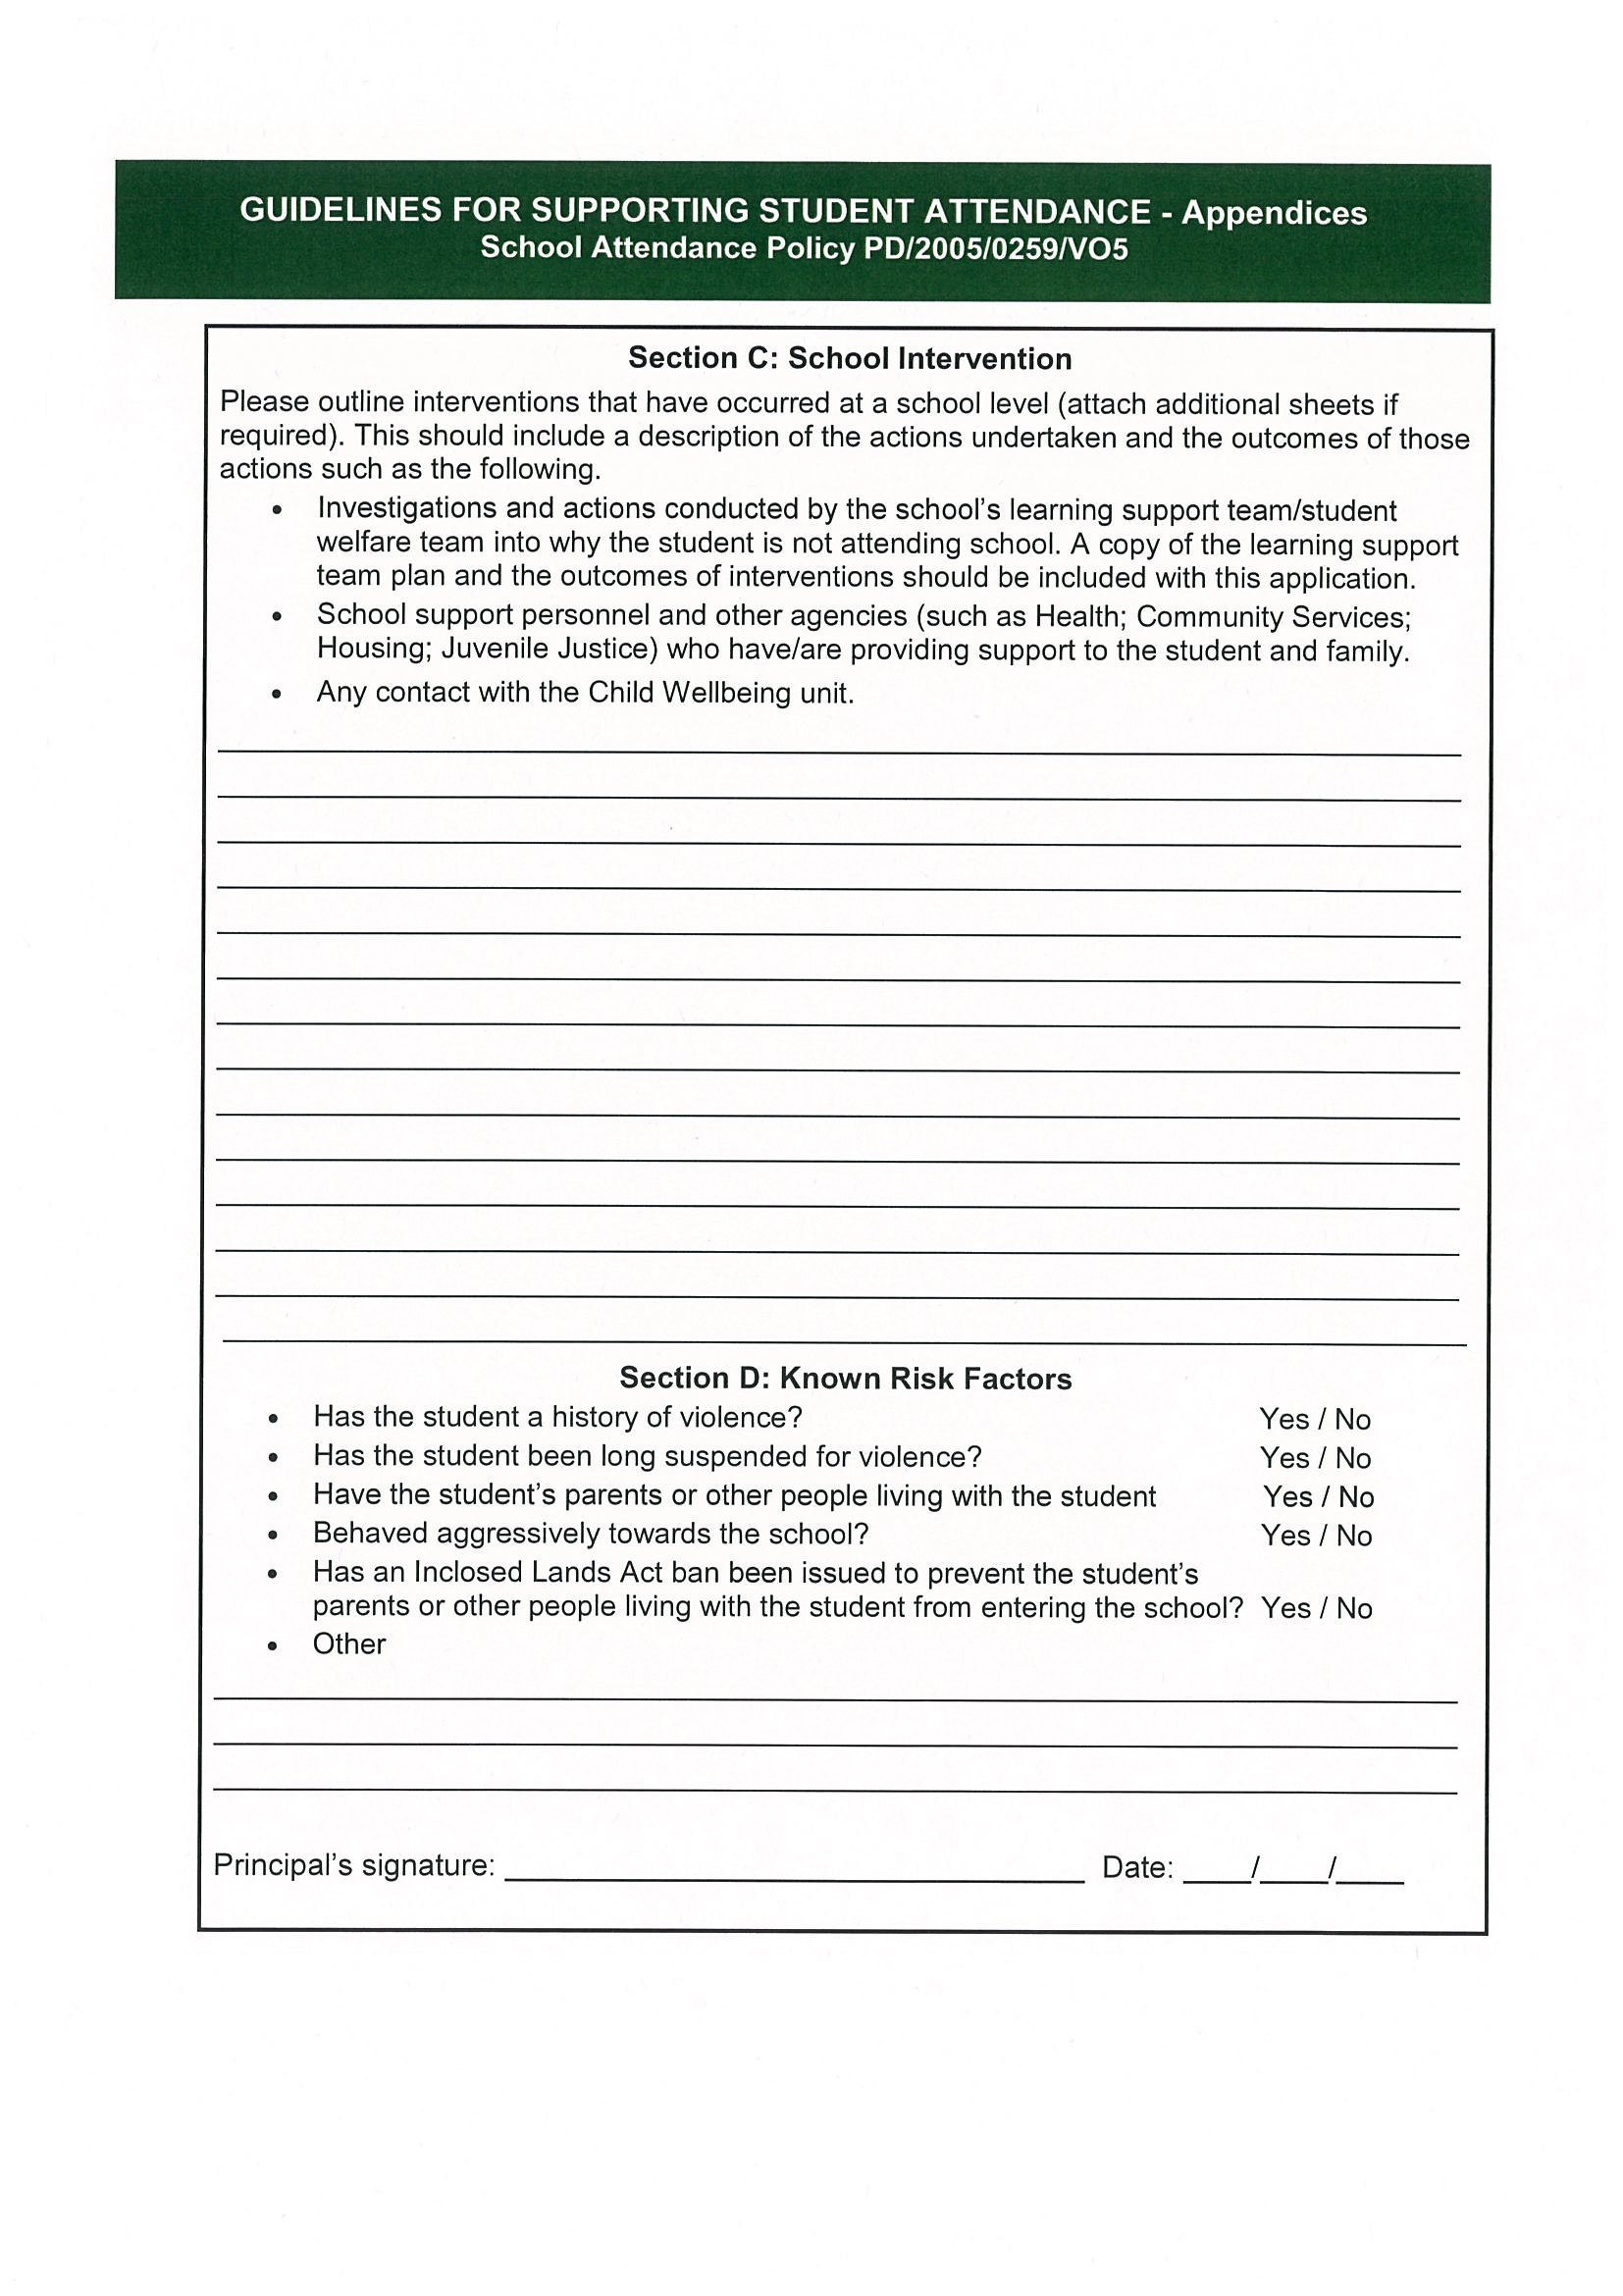 GUIDELINES FOR SUPPORTING STUDENT ATTENDANCE - Appendices
School Attendance Policy PD/2005/0259/VO5
Section C: School Intervention
Please outline interventions that have occurred at a school level (attach additional sheets if
required). This should include a description of the actions undertaken and the outcomes of those
actions such as the following.
• Investigations and actions conducted by the school's learning support team/student
welfare team into why the student is not attending school. A copy of the learning support
team plan and the outcomes of interventions should be included with this application.
• School support personnel and other agencies (such as Health; Community Services;
Housing; Juvenile Justice) who have/are providing support to the student and family.
• Any contact with the Child Wellbeing unit.
Section D: Known Risk Factors
• Has the student a history of violence? Yes / No
• Has the student been long suspended for violence? Yes / No
• Have the student's parents or other people living with the student Yes / No
• Behaved aggressively towards the school? Yes / No
• Has an Inclosed Lands Act ban been issued to prevent the student's
parents or other people living with the student from entering the school? Yes / No
• Other
Principal's signature: ____________________ Date: ____/____/____